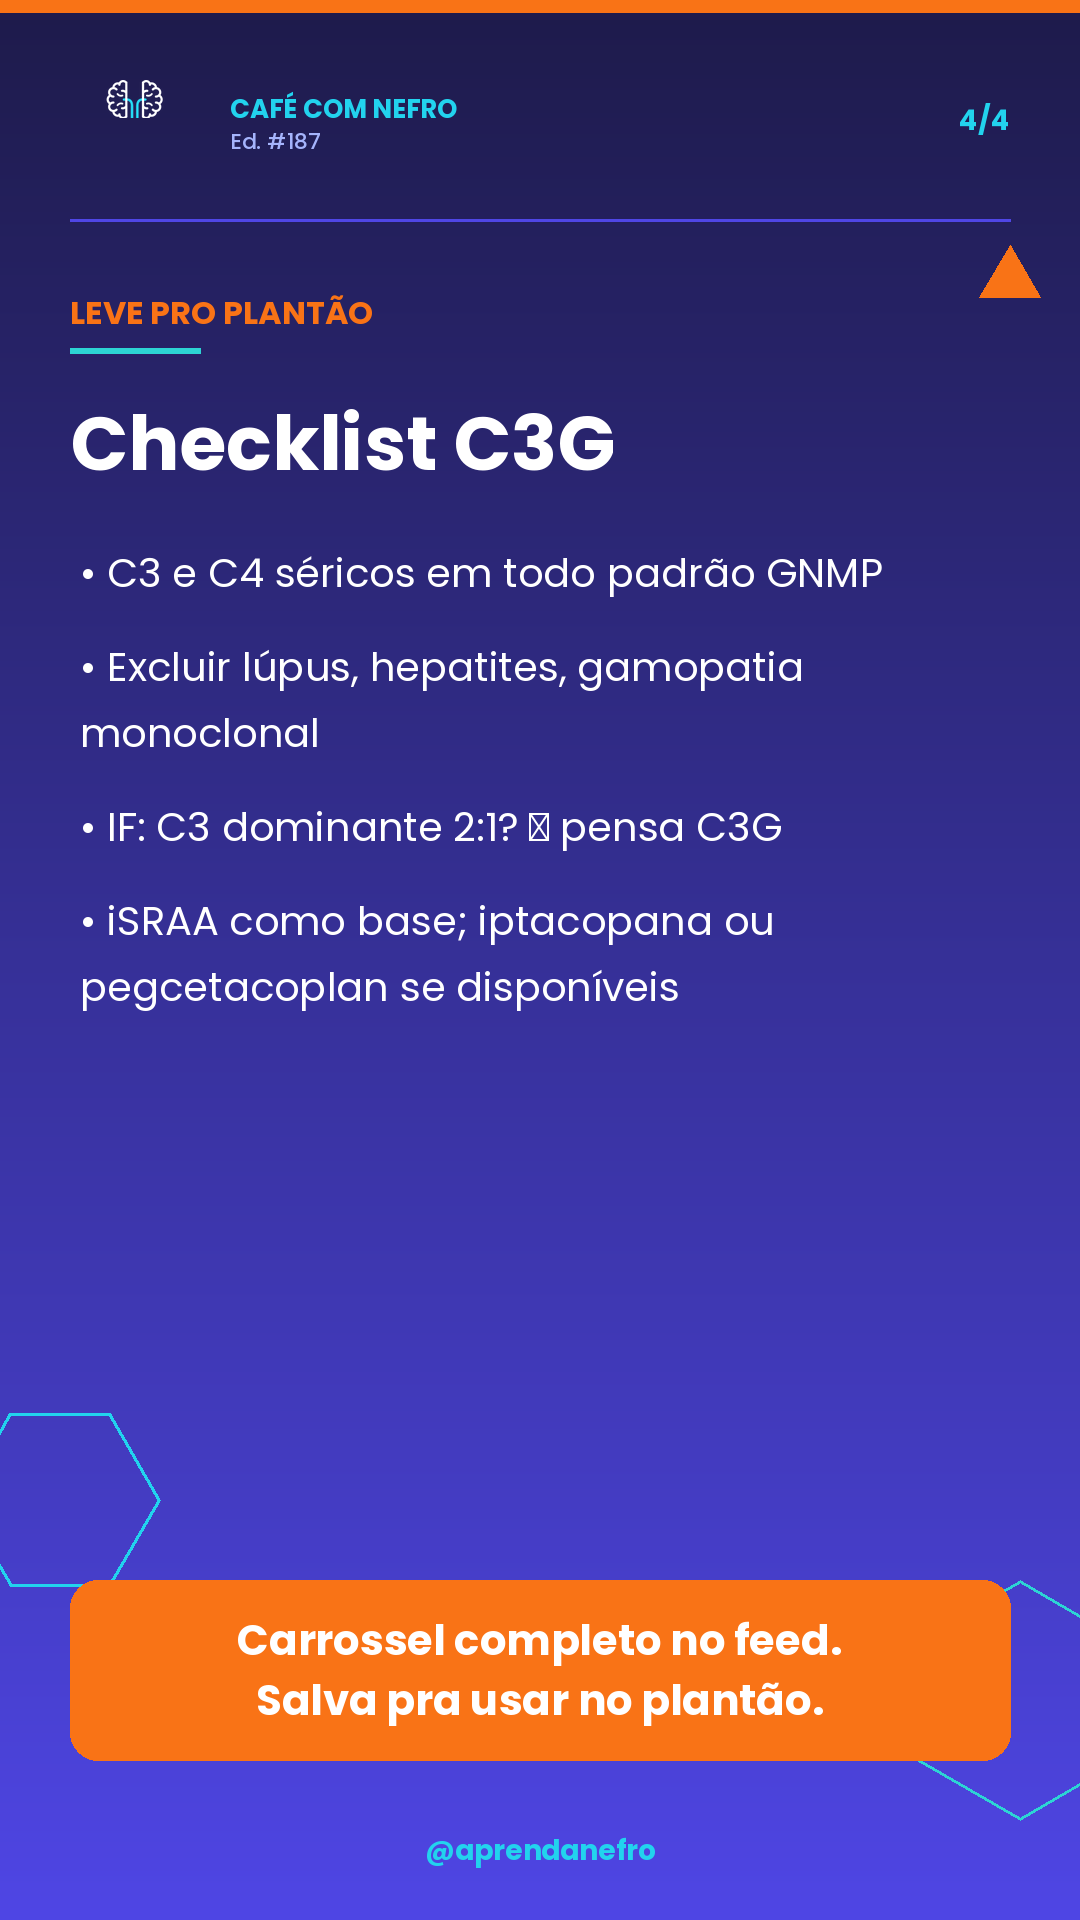 CAFÉ COM NEFRO
Ed. #187
4/4
LEVE PRO PLANTÃO
Checklist C3G
• C3 e C4 séricos em todo padrão GNMP
• Excluir lúpus, hepatites, gamopatia
monoclonal
• IF: C3 dominante 2:1? pensa C3G
• iSRAA como base; iptacopana ou
pegcetacoplan se disponíveis
Carrossel completo no feed.
Salva pra usar no plantão.
@aprendanefro